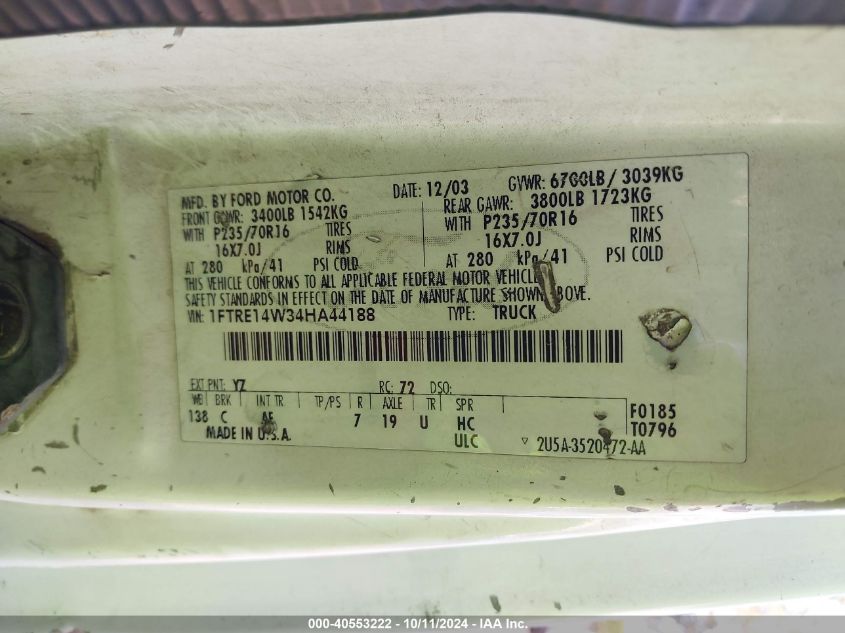 MFD. BY FORD MOTOR CO. DATE: 12/03 GVWR: 6700LB/ 3039KG
FRONT GAWR: 3400LB 1542KG REAR GAWR: 3800LB 1723KG
WITH P235/70R16 TIRES WITH P235/70R16 TIRES
16X7.0J RIMS 16X7.0J RIMS
AT 280 kPa/41 PSI COLD AT 280 kPa/41 PSI COLD
THIS VEHICLE CONFORMS TO ALL APPLICABLE FEDERAL MOTOR VEHICLE
SAFETY STANDARDS IN EFFECT ON THE DATE OF MANUFACTURE SHOWN ABOVE.
VIN: 1FTRE14W34HA44188 TYPE: TRUCK
EXT PNT: YZ RC: 72 DSO:
WB BRK INT TR TP/PS R AXLE TR SPR
138 C AE 7 19 U HC
ULC
F0185
T0796
MADE IN U.S.A.
2U5A-3520472-AA
000-40553222 - 10/11/2024 - IAA Inc.